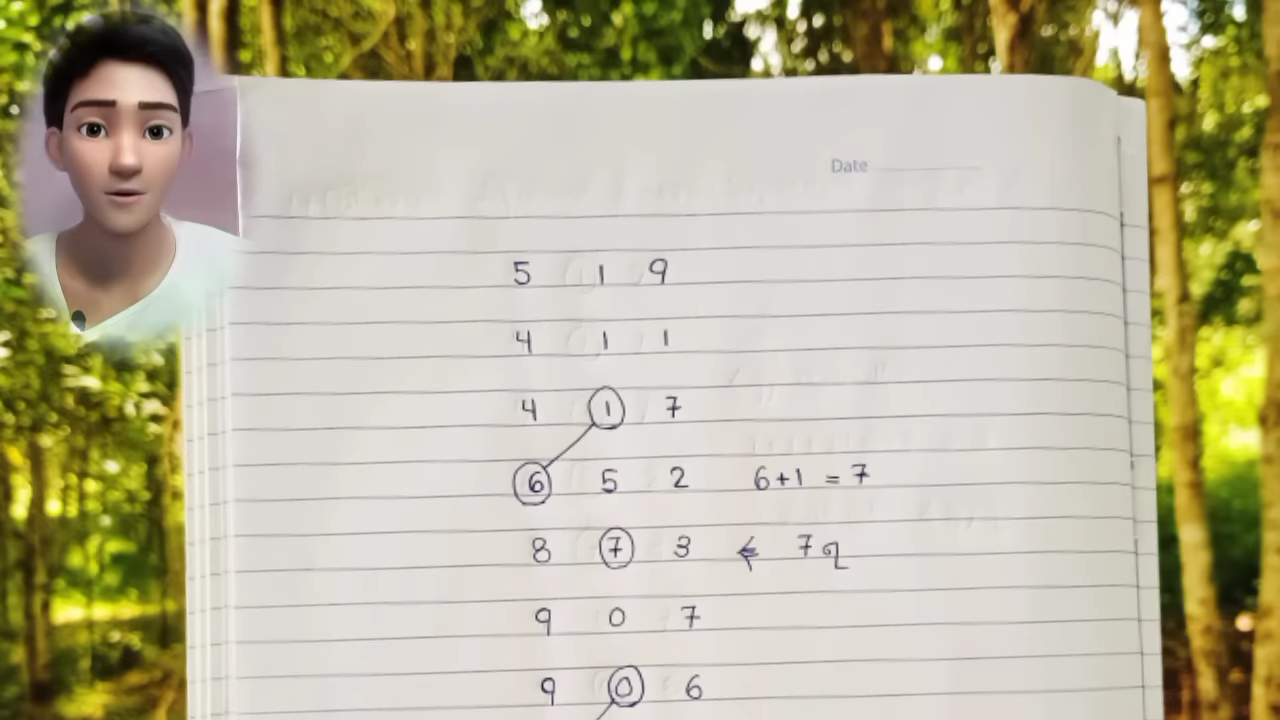 Date
5 1 9
4 1 1
4 1 7
6 5 2 6+1 = 7
8 7 3 ← 7
9 0 7
9 0 6